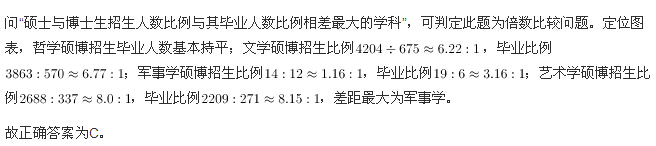 问“硕士与博士生招生人数比例与其毕业人数比例相差最大的学科”，可判定此题为倍数比较问题。定位图
表，哲学硕博招生毕业人数基本持平；文学硕博招生比例4204÷675≈6.22:1，毕业比例
3863:570≈6.77:1；军事学硕博招生比例14:12≈1.16:1，毕业比例19:6≈3.16:1；艺术学硕博招生比
例2688:337≈8.0:1，毕业比例2209:271≈8.15:1，差距最大为军事学。
故正确答案为C。